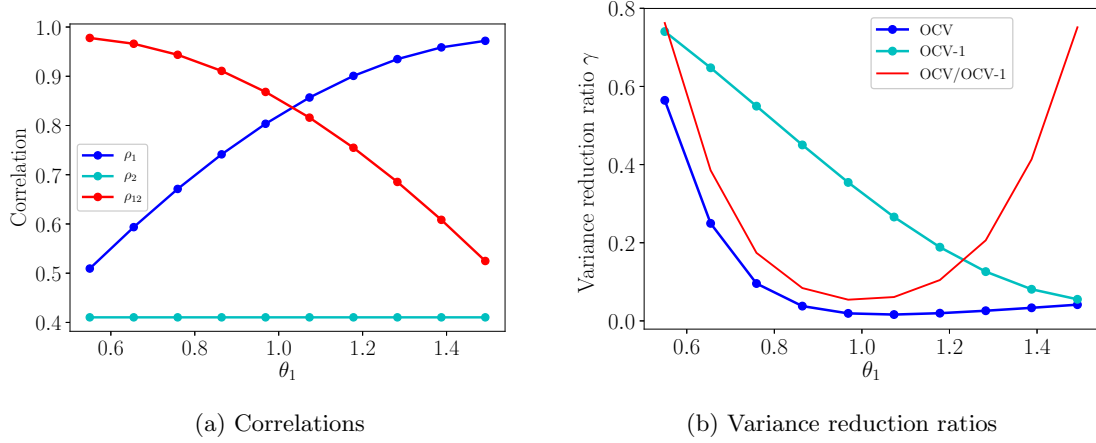 1.0
0.9
0.8
0.7
0.6
0.5
0.4
Correlation
ρ₁
ρ₂
ρ₁₂
0.6 0.8 1.0 1.2 1.4
θ₁
(a) Correlations
0.8
0.6
0.4
0.2
0.0
Variance reduction ratio γ
OCV
OCV-1
OCV/OCV-1
0.6 0.8 1.0 1.2 1.4
θ₁
(b) Variance reduction ratios